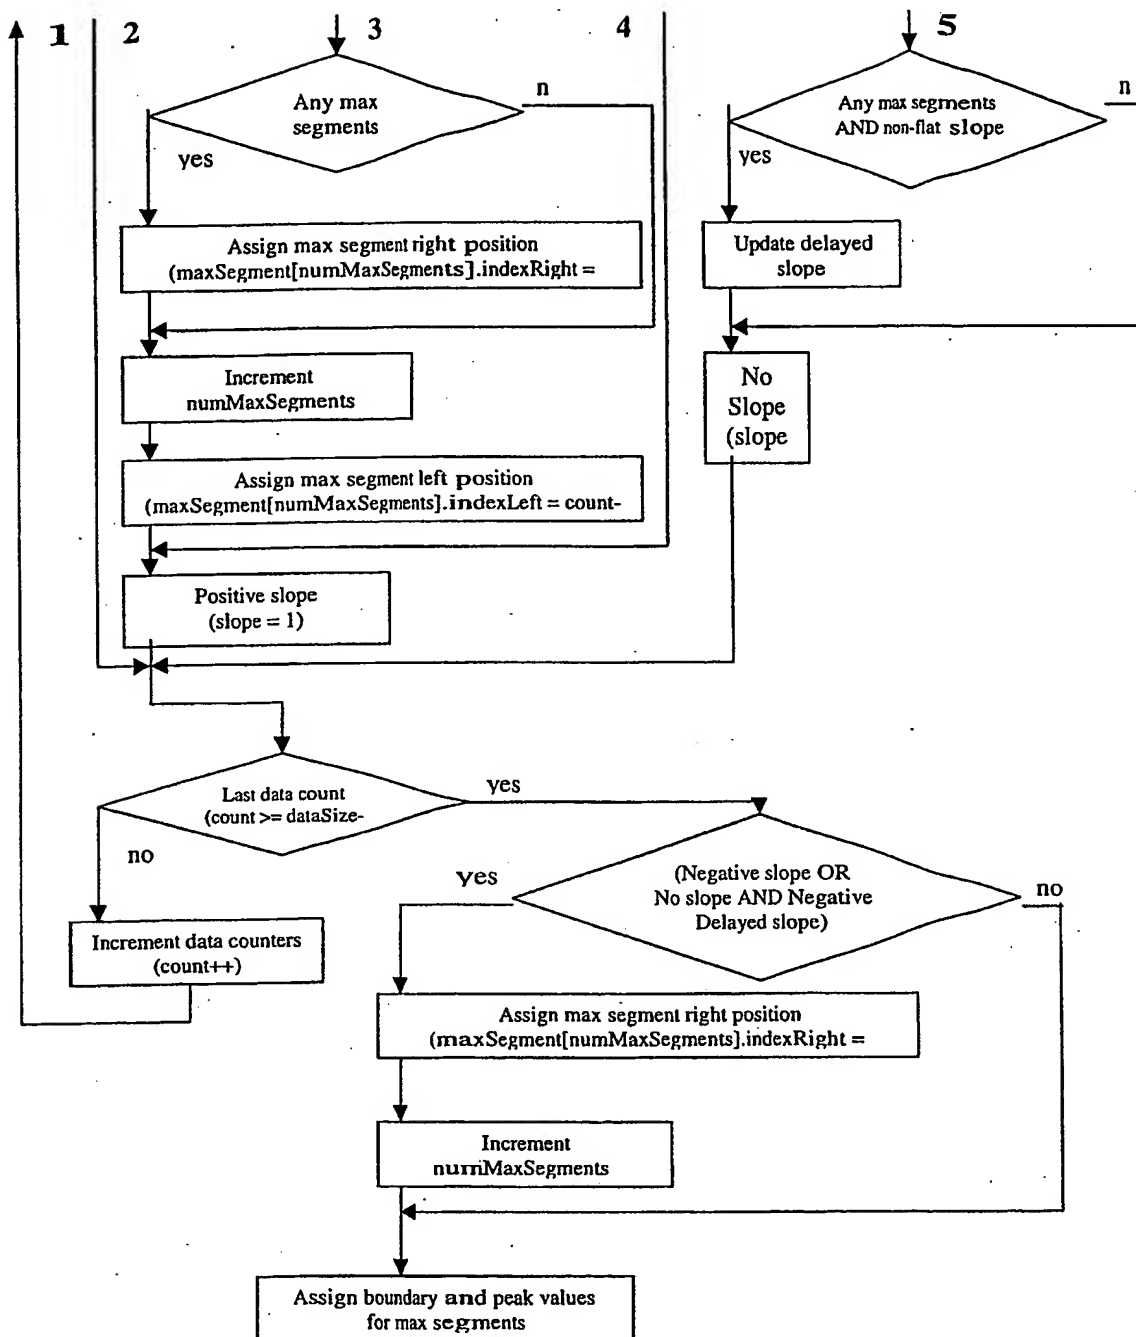 1 2 3 4 5
Any max
segments
n
yes
Any max segments
AND non-flat slope
n
yes
Assign max segment right position
(maxSegment[numMaxSegments].indexRight =
Update delayed
slope
Increment
numMaxSegments
No
Slope
(slope
Assign max segment left position
(maxSegment[numMaxSegments].indexLeft = count-
Positive slope
(slope = 1)
Last data count
(count >= dataSize-
yes
no
(Negative slope OR
No slope AND Negative
Delayed slope)
yes
no
Increment data counters
(count++)
Assign max segment right position
(maxSegment[numMaxSegments].indexRight =
Increment
numMaxSegments
Assign boundary and peak values
for max segments